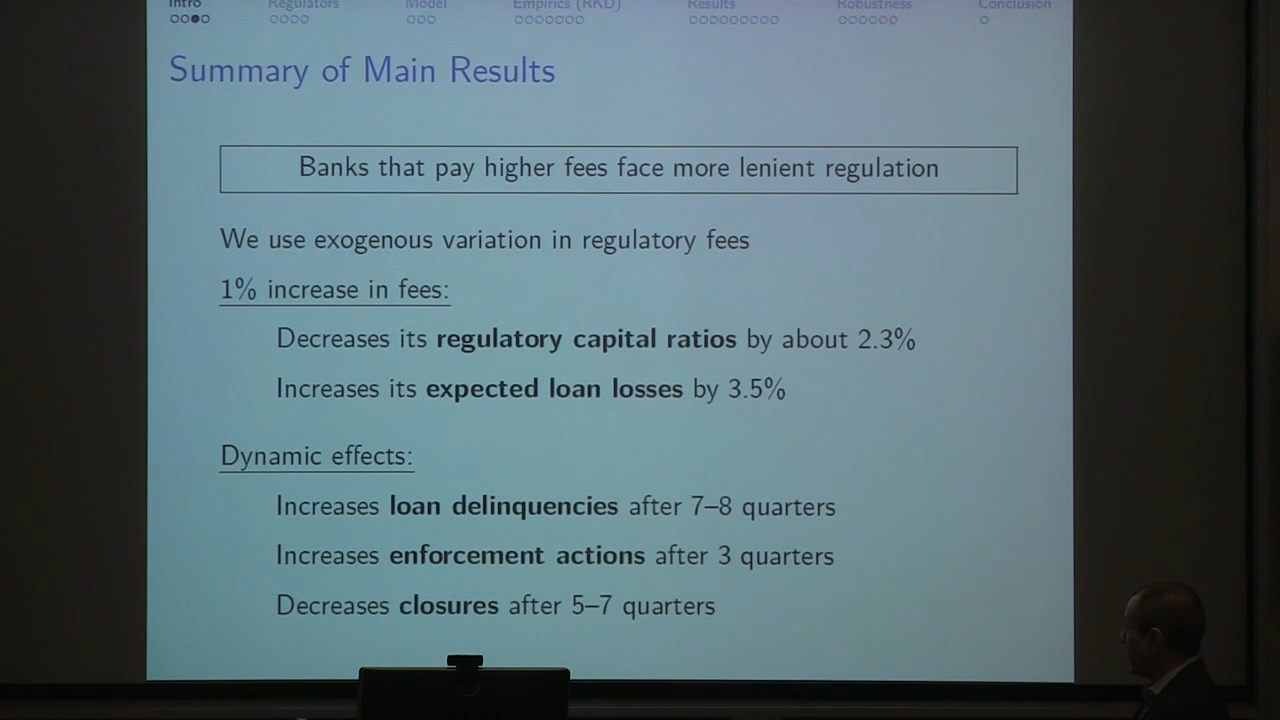 Intro Regulators Model Empirics (RKD) Results Robustness Conclusion
Summary of Main Results
Banks that pay higher fees face more lenient regulation
We use exogenous variation in regulatory fees
1% increase in fees:
Decreases its regulatory capital ratios by about 2.3%
Increases its expected loan losses by 3.5%
Dynamic effects:
Increases loan delinquencies after 7–8 quarters
Increases enforcement actions after 3 quarters
Decreases closures after 5–7 quarters